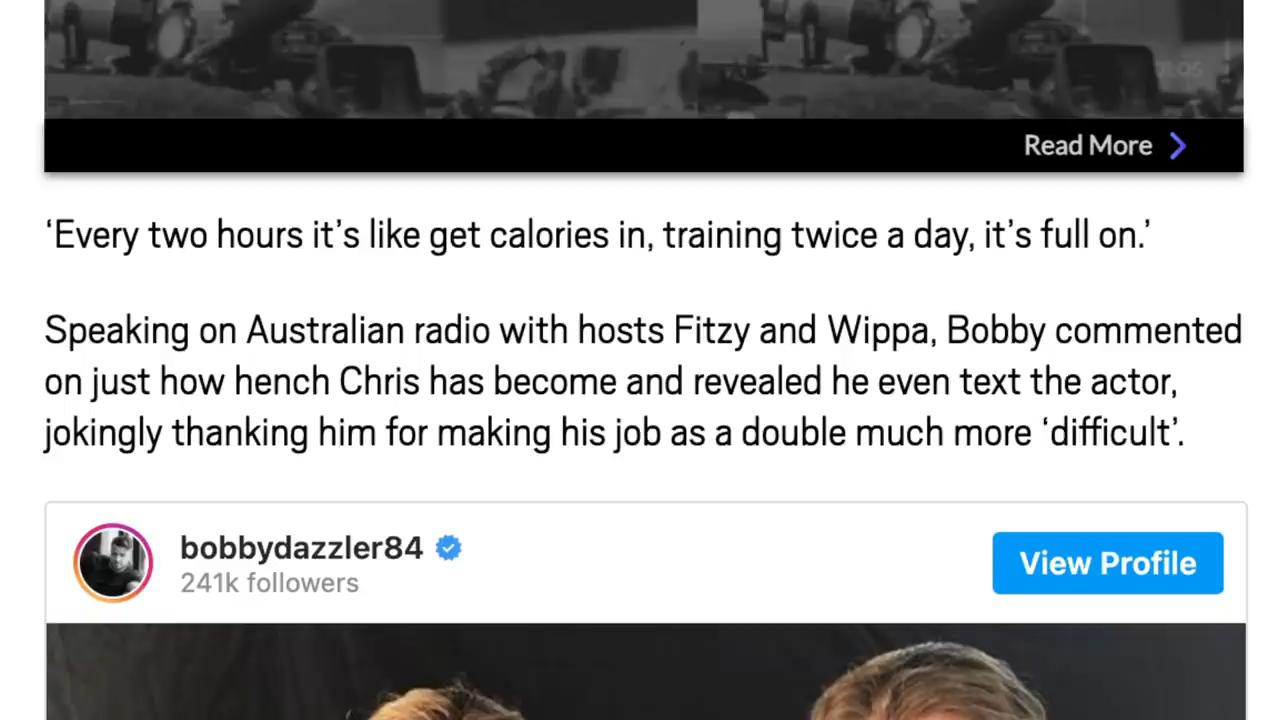 Read More
‘Every two hours it’s like get calories in, training twice a day, it’s full on.’
Speaking on Australian radio with hosts Fitzy and Wippa, Bobby commented
on just how hench Chris has become and revealed he even text the actor,
jokingly thanking him for making his job as a double much more ‘difficult’.
bobbydazzler84
241k followers
View Profile